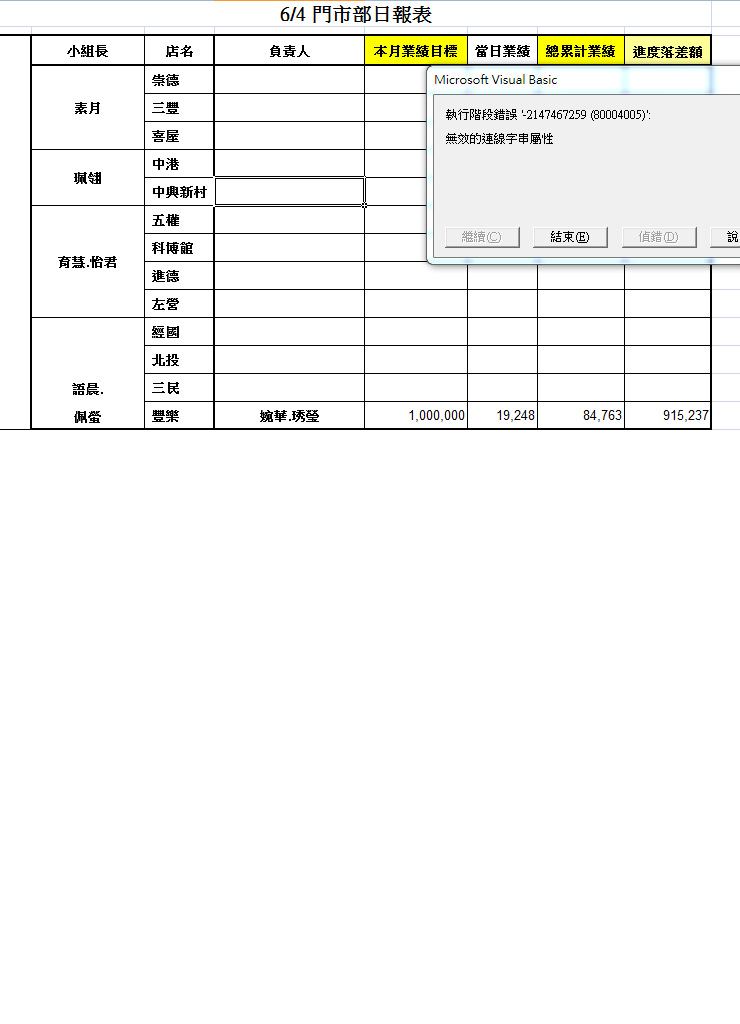 6/4 門市部日報表
小組長 店名 負責人 本月業績目標 當日業績 總累計業績 進度落差額
素月
崇德
三豐
喜屋
珮翎
中港
中興新村
育慧.怡君
五權
科博館
進德
左營
語晨.
佩螢
經國
北投
三民
豐樂 婉華.琇瑩 1,000,000 19,248 84,763 915,237
Microsoft Visual Basic
執行階段錯誤 '-2147467259 (80004005)':
無效的連線字串屬性
繼續(C) 結束(E) 偵錯(D) 說